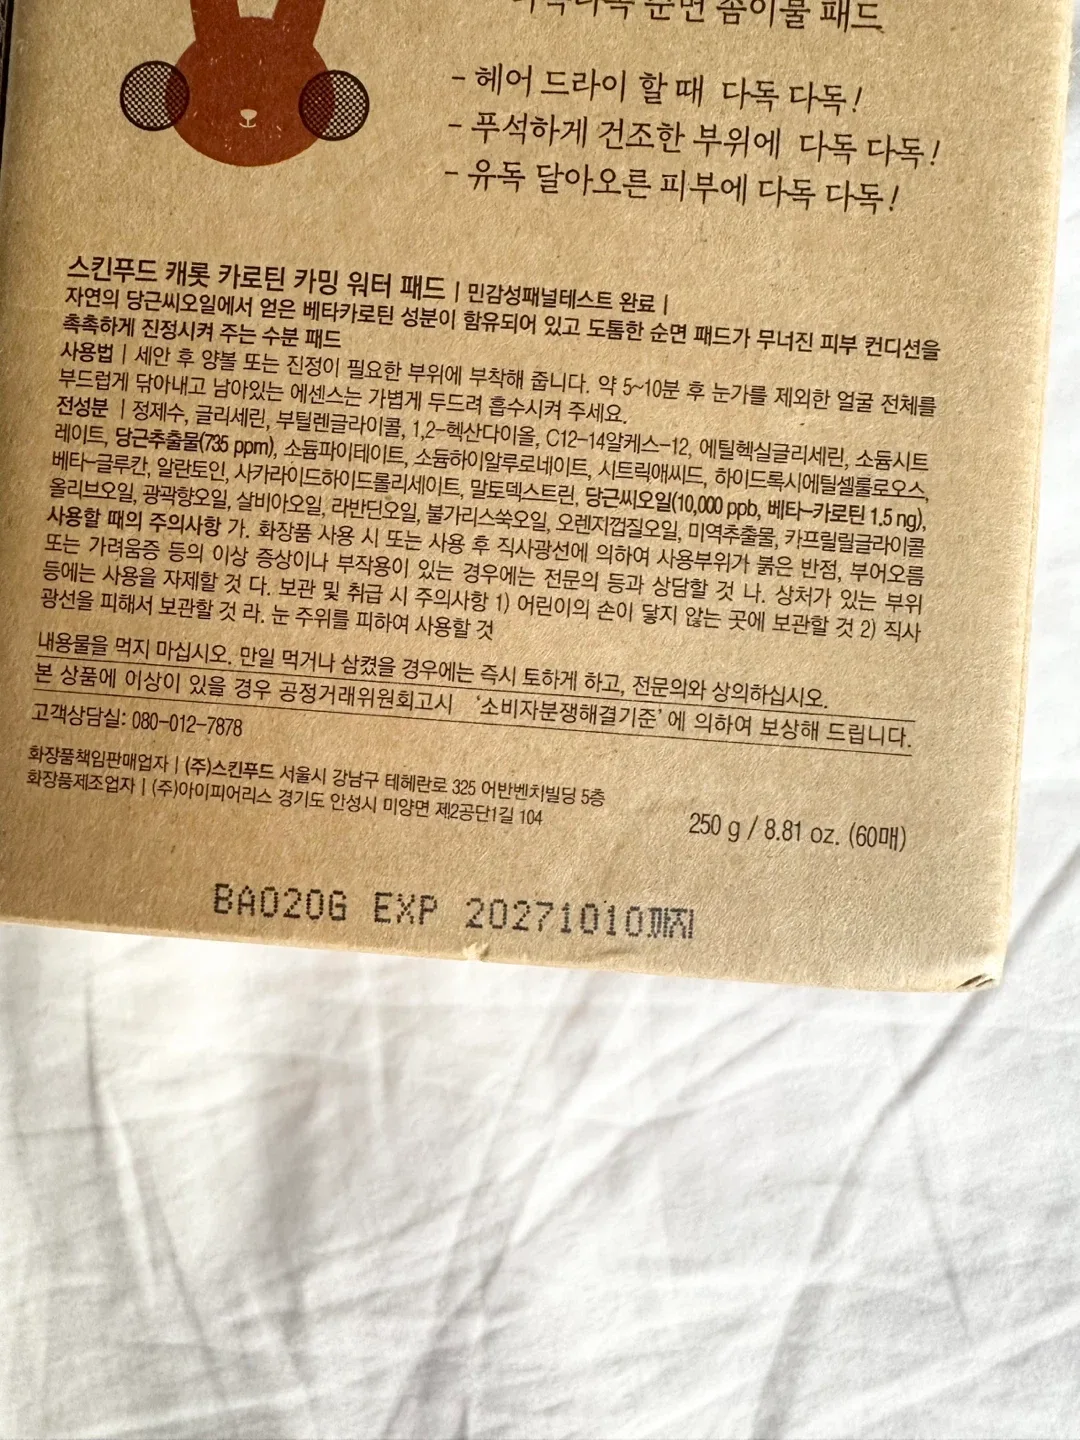 순면 솜이불 패드
- 헤어 드라이 할 때 다독 다독!
- 푸석하게 건조한 부위에 다독 다독!
- 유독 달아오른 피부에 다독 다독!
스킨푸드 캐롯 카로틴 카밍 워터 패드 | 민감성패널테스트 완료 |
자연의 당근씨오일에서 얻은 베타카로틴 성분이 함유되어 있고 도톰한 순면 패드가 무너진 피부 컨디션을
촉촉하게 진정시켜 주는 수분 패드
사용법 | 세안 후 양볼 또는 진정이 필요한 부위에 부착해 줍니다. 약 5~10분 후 눈가를 제외한 얼굴 전체를
부드럽게 닦아내고 남아있는 에센스는 가볍게 두드려 흡수시켜 주세요.
전성분 | 정제수, 글리세린, 부틸렌글라이콜, 1,2-헥산다이올, C12-14알케스-12, 에틸헥실글리세린, 소듐시트
레이트, 당근추출물(735 ppm), 소듐파이테이트, 소듐하이알루로네이트, 시트릭애씨드, 하이드록시에틸셀룰로오스,
베타-글루칸, 알란토인, 사카라이드하이드롤리세이트, 말토덱스트린, 당근씨오일(10,000 ppb, 베타-카로틴 1.5 ng),
올리브오일, 광곽향오일, 살비아오일, 라반딘오일, 불가리스쑥오일, 오렌지껍질오일, 미역추출물, 카프릴릴글라이콜
사용할 때의 주의사항 가. 화장품 사용 시 또는 사용 후 직사광선에 의하여 사용부위가 붉은 반점, 부어오름
또는 가려움증 등의 이상 증상이나 부작용이 있는 경우에는 전문의 등과 상담할 것 나. 상처가 있는 부위
등에는 사용을 자제할 것 다. 보관 및 취급 시 주의사항 1) 어린이의 손이 닿지 않는 곳에 보관할 것 2) 직사
광선을 피해서 보관할 것 라. 눈 주위를 피하여 사용할 것
내용물을 먹지 마십시오. 만일 먹거나 삼켰을 경우에는 즉시 토하게 하고, 전문의와 상의하십시오.
본 상품에 이상이 있을 경우 공정거래위원회고시 '소비자분쟁해결기준'에 의하여 보상해 드립니다.
고객상담실: 080-012-7878
화장품책임판매업자 | (주)스킨푸드 서울시 강남구 테헤란로 325 어반벤치빌딩 5층
화장품제조업자 | (주)아이피어리스 경기도 안성시 미양면 제2공단1길 104
250 g / 8.81 oz. (60매)
BA020G EXP 20271010까지